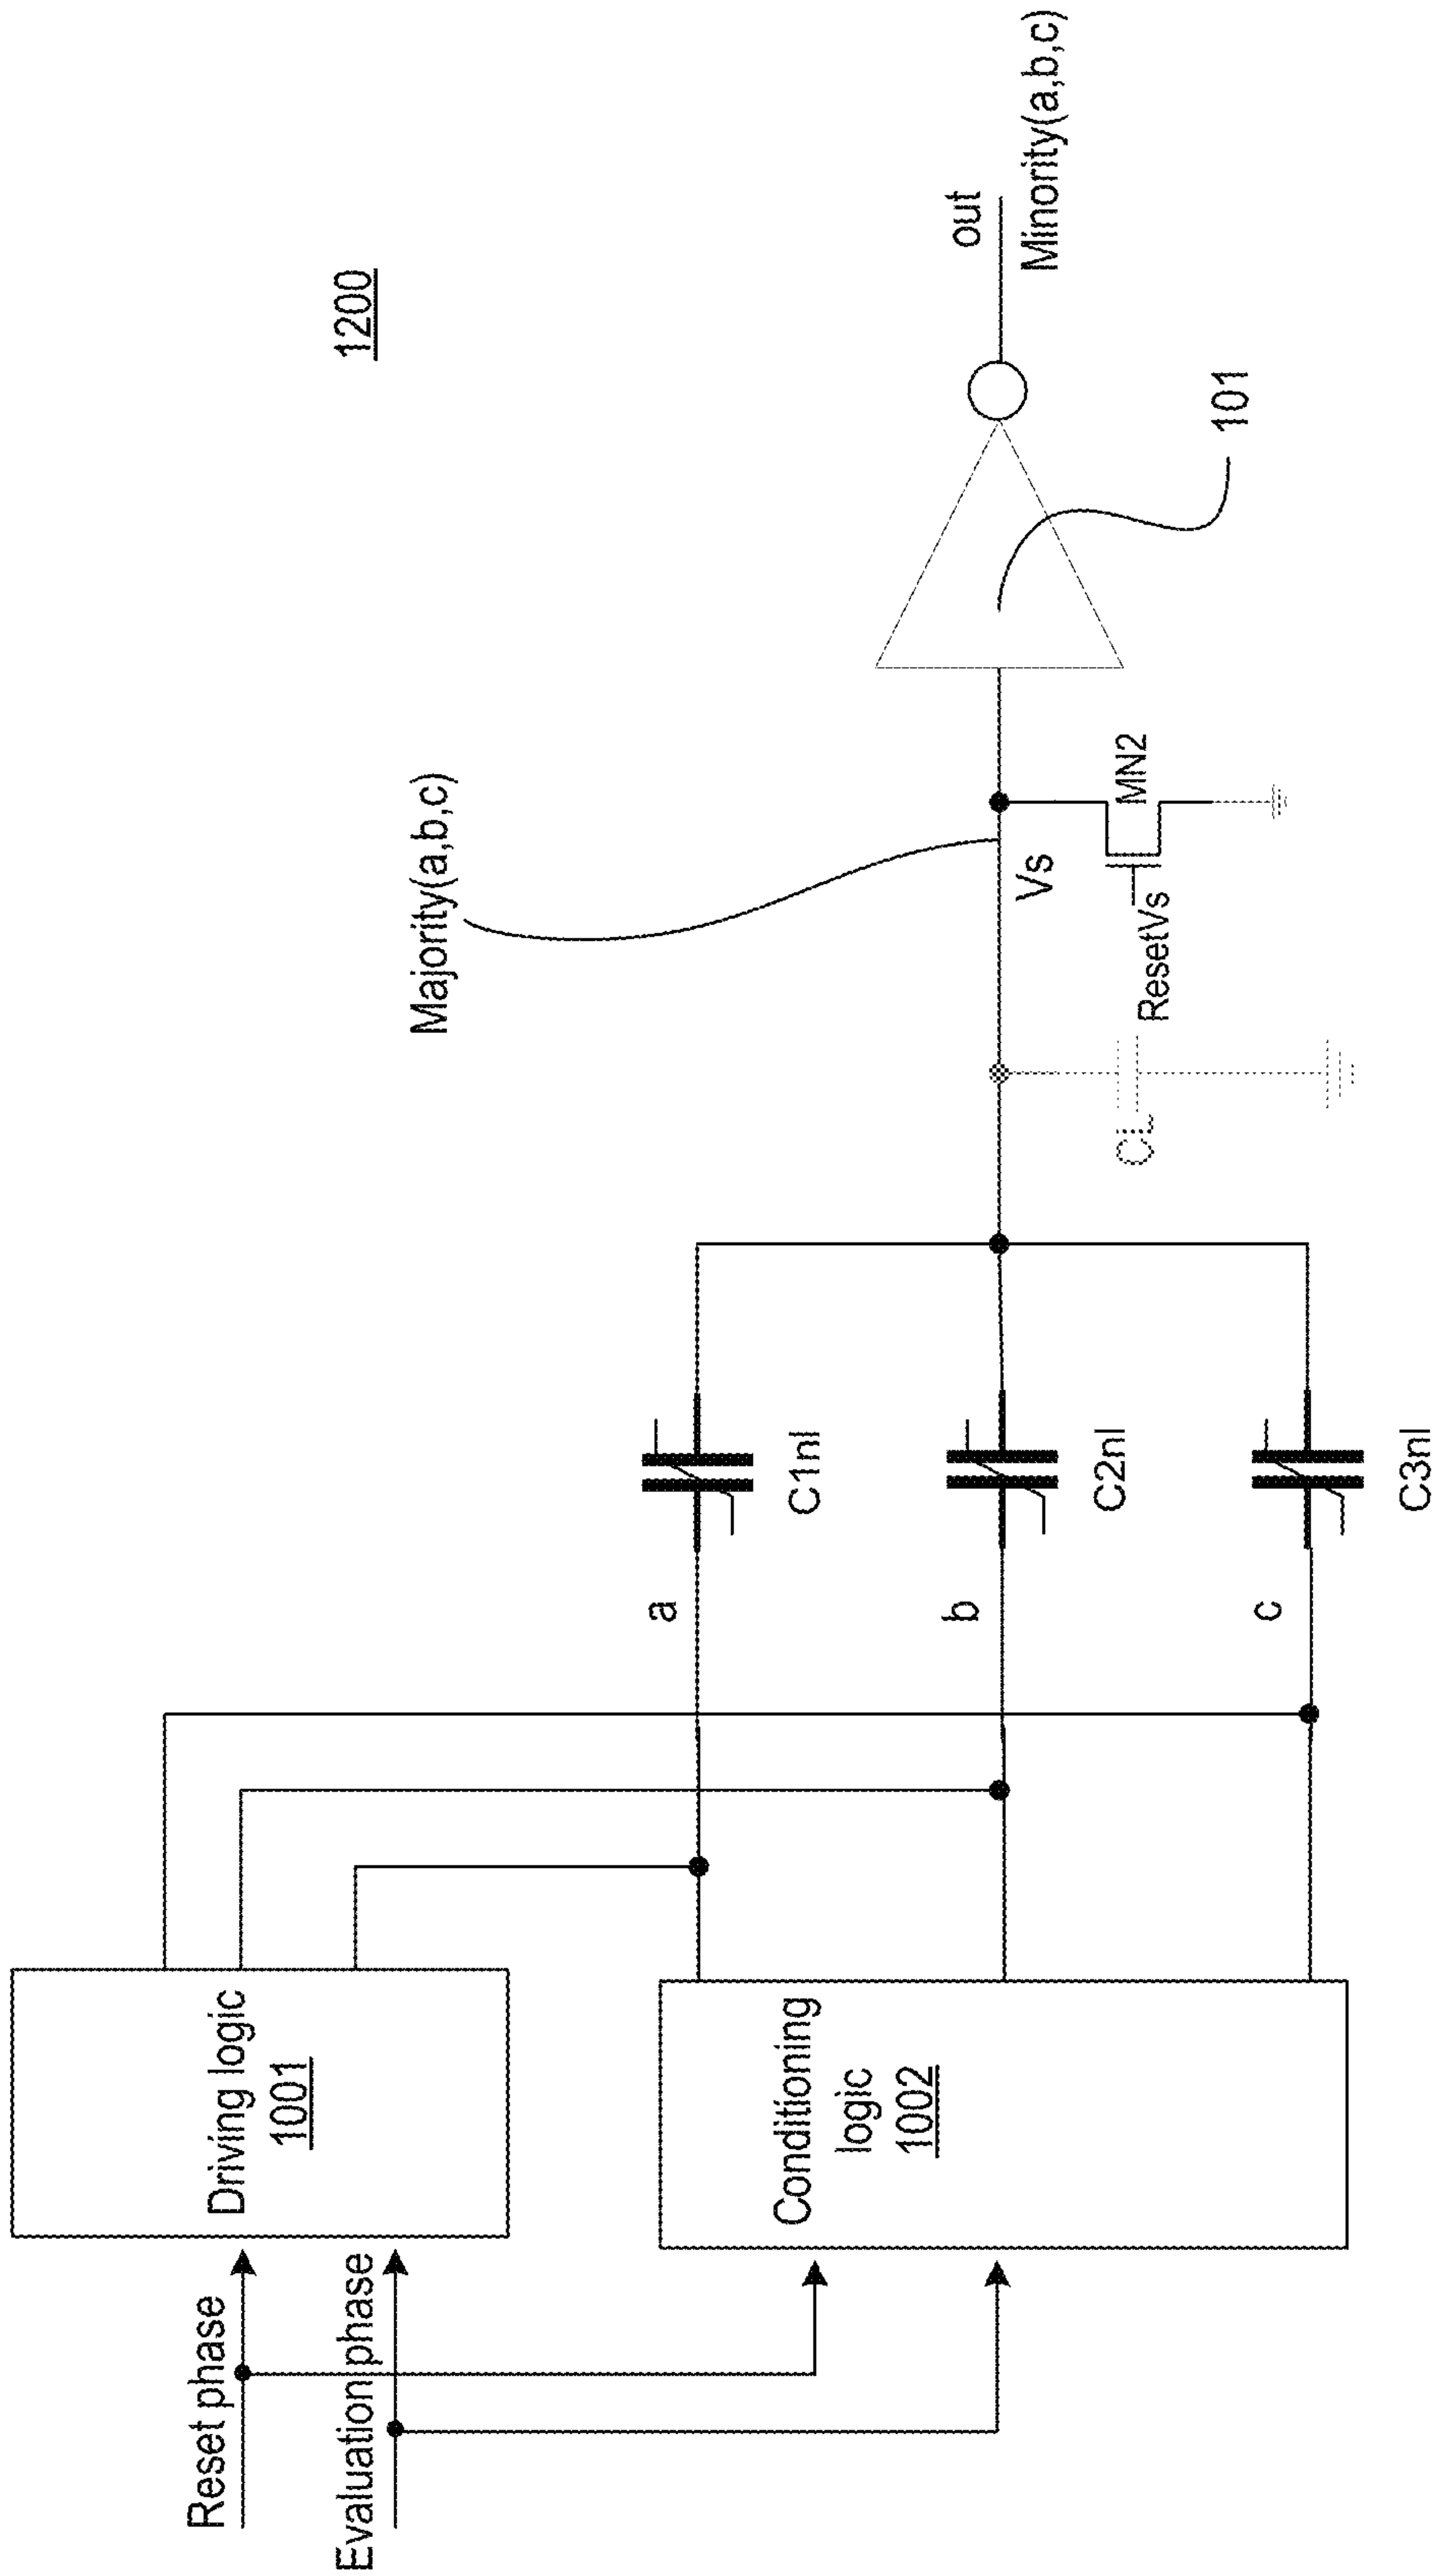 1200
Reset phase
Evaluation phase
Driving logic
1001
Conditioning
logic
1002
a
b
c
C1nl
C2nl
C3nl
CL
Majority(a,b,c)
Vs
ResetVs
MN2
101
out
Minority(a,b,c)